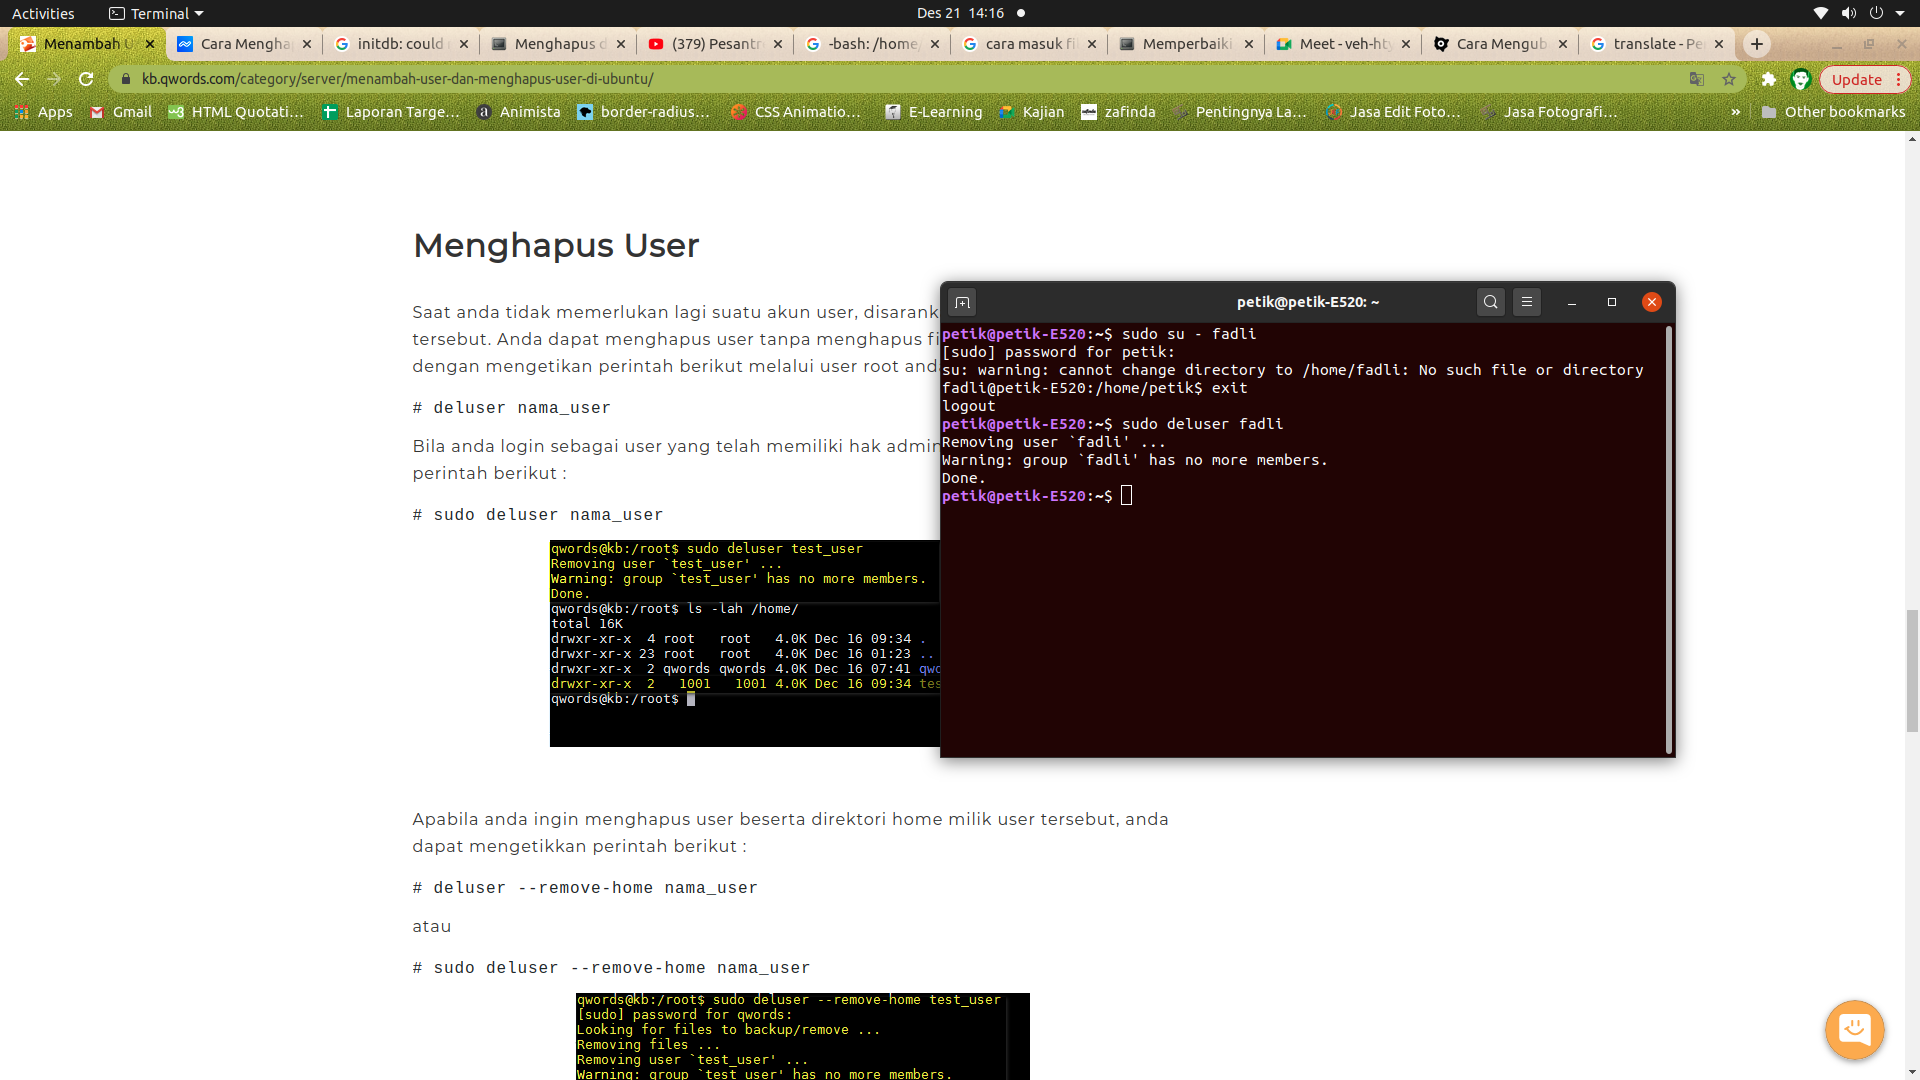 Activities
Terminal
Des 21 14:16
Menambah U
Cara Mengha
initdb: could
Menghapus d
(379) Pesantr
-bash: /home/
cara masuk fi
Memperbaiki
Meet - veh-hty
Cara Mengub
translate - Pe
kb.qwords.com/category/server/menambah-user-dan-menghapus-user-di-ubuntu/
Update
Apps
Gmail
HTML Quotati...
Laporan Targe...
Animista
border-radius...
CSS Animatio...
E-Learning
Kajian
zafinda
Pentingnya La...
Jasa Edit Foto...
Jasa Fotografi...
»
Other bookmarks
Menghapus User
Saat anda tidak memerlukan lagi suatu akun user, disarank
tersebut. Anda dapat menghapus user tanpa menghapus fi
dengan mengetikan perintah berikut melalui user root and
# deluser nama_user
Bila anda login sebagai user yang telah memiliki hak admin
perintah berikut :
# sudo deluser nama_user
qwords@kb:/root$ sudo deluser test_user
Removing user `test_user' ...
Warning: group `test_user' has no more members.
Done.
qwords@kb:/root$ ls -lah /home/
total 16K
drwxr-xr-x  4 root   root   4.0K Dec 16 09:34 .
drwxr-xr-x 23 root   root   4.0K Dec 16 01:23 ..
drwxr-xr-x  2 qwords qwords 4.0K Dec 16 07:41 qwo
drwxr-xr-x  2   1001   1001 4.0K Dec 16 09:34 tes
qwords@kb:/root$
petik@petik-E520: ~
petik@petik-E520:~$ sudo su - fadli
[sudo] password for petik:
su: warning: cannot change directory to /home/fadli: No such file or directory
fadli@petik-E520:/home/petik$ exit
logout
petik@petik-E520:~$ sudo deluser fadli
Removing user `fadli' ...
Warning: group `fadli' has no more members.
Done.
petik@petik-E520:~$
Apabila anda ingin menghapus user beserta direktori home milik user tersebut, anda
dapat mengetikkan perintah berikut :
# deluser --remove-home nama_user
atau
# sudo deluser --remove-home nama_user
qwords@kb:/root$ sudo deluser --remove-home test_user
[sudo] password for qwords:
Looking for files to backup/remove ...
Removing files ...
Removing user `test_user' ...
Warning: group `test_user' has no more members.